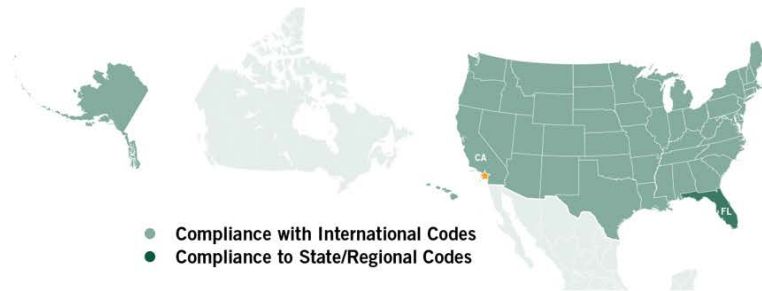 CA
FL
Compliance with International Codes
Compliance to State/Regional Codes